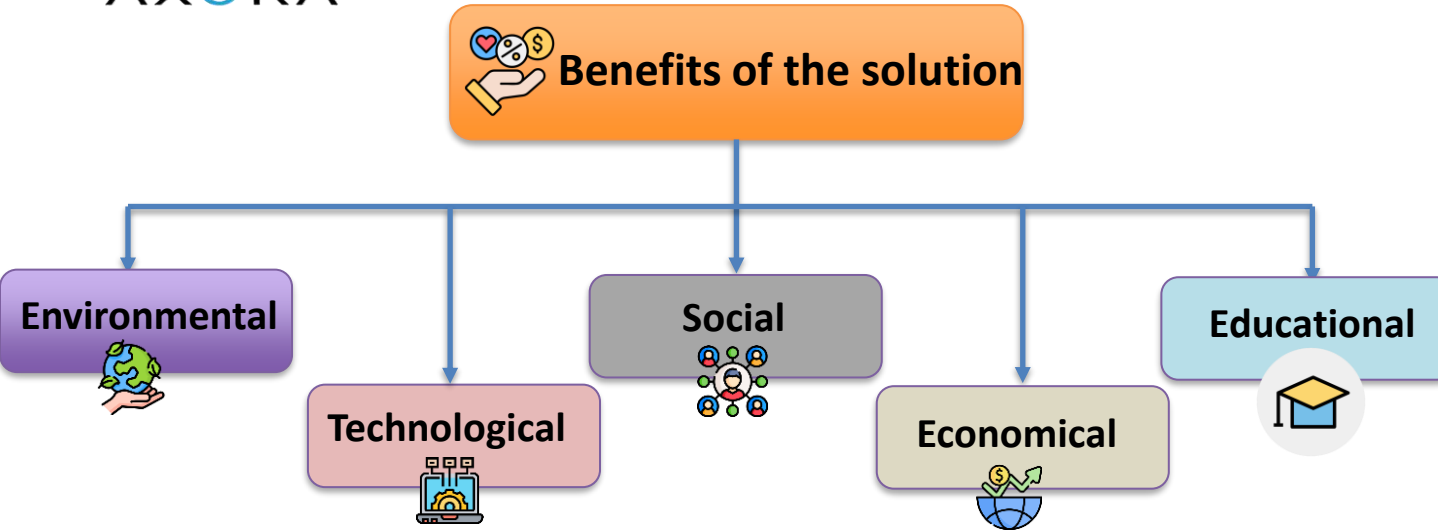 Benefits of the solution
Environmental
Social
Educational
Technological
Economical